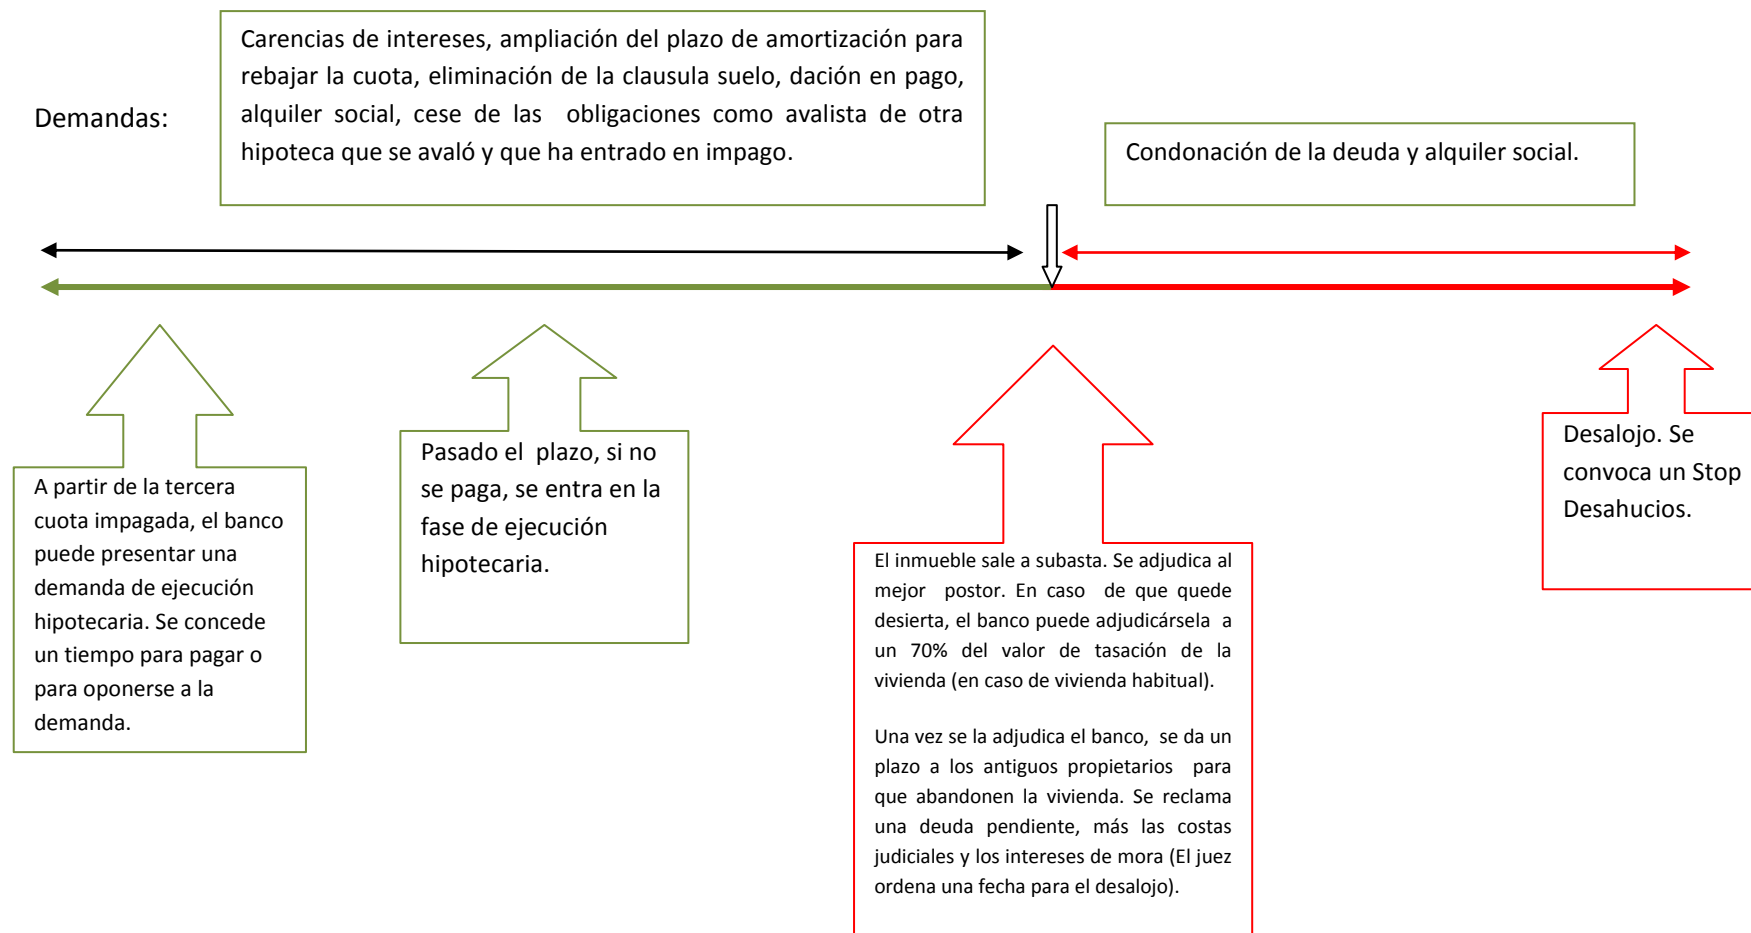 Carencias de intereses, ampliación del plazo de amortización para
rebajar la cuota, eliminación de la clausula suelo, dación en pago,
alquiler social, cese de las obligaciones como avalista de otra
hipoteca que se avaló y que ha entrado en impago.
Demandas:
Condonación de la deuda y alquiler social.
A partir de la tercera
cuota impagada, el banco
puede presentar una
demanda de ejecución
hipotecaria. Se concede
un tiempo para pagar o
para oponerse a la
demanda.
Pasado el plazo, si no
se paga, se entra en la
fase de ejecución
hipotecaria.
El inmueble sale a subasta. Se adjudica al
mejor postor. En caso de que quede
desierta, el banco puede adjudicársela a
un 70% del valor de tasación de la
vivienda (en caso de vivienda habitual).
Una vez se la adjudica el banco, se da un
plazo a los antiguos propietarios para
que abandonen la vivienda. Se reclama
una deuda pendiente, más las costas
judiciales y los intereses de mora (El juez
ordena una fecha para el desalojo).
Desalojo. Se
convoca un Stop
Desahucios.